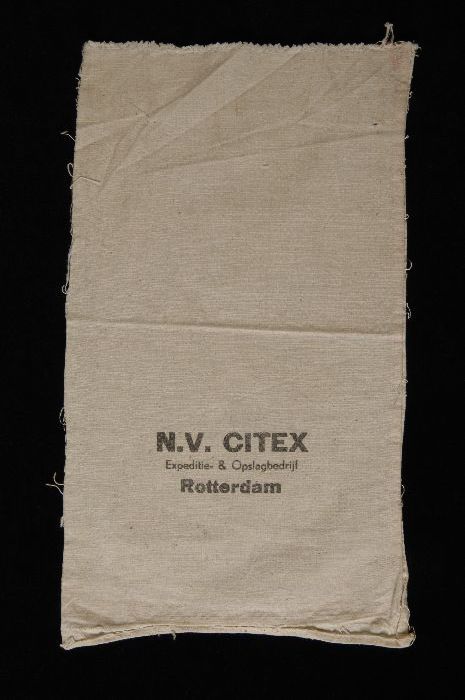 N.V. CITEX
Expeditie- & Opslagbedrijf
Rotterdam